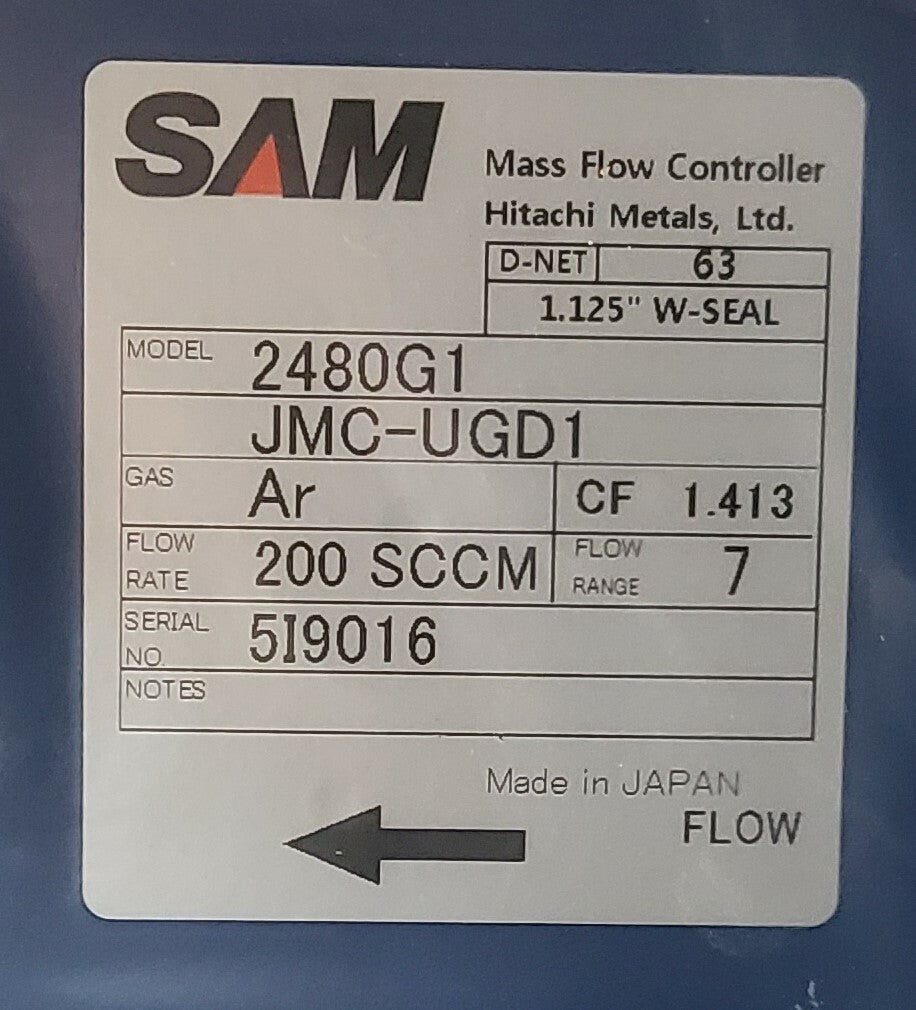 SAM
Mass Flow Controller
Hitachi Metals, Ltd.
D-NET 63
1.125" W-SEAL
MODEL 2480G1
JMC-UGD1
GAS Ar CF 1.413
FLOW RATE 200 SCCM FLOW RANGE 7
SERIAL NO. 5I9016
NOTES
Made in JAPAN
FLOW